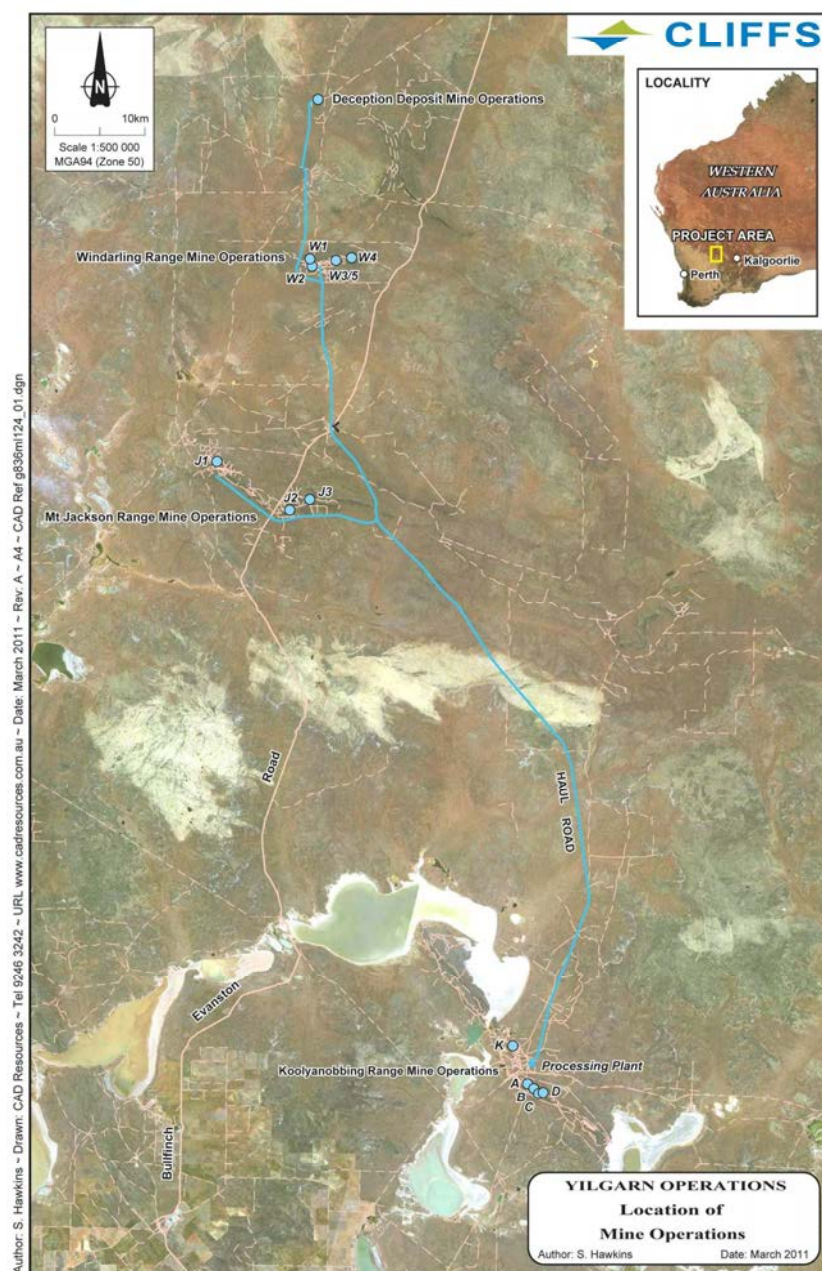 CLIFFS
N
0 10km
Scale 1:500 000
MGA94 (Zone 50)
LOCALITY
WESTERN
AUSTRALIA
PROJECT AREA
Kalgoorlie
Perth
Deception Deposit Mine Operations
W1
Windarling Range Mine Operations
W4
W2
W3/5
J1
J2
J3
Mt Jackson Range Mine Operations
Road
HAUL ROAD
Evanston
Bullfinch
K
Koolyanobbing Range Mine Operations
Processing Plant
A
B
C
D
YILGARN OPERATIONS
Location of
Mine Operations
Author: S. Hawkins Date: March 2011
Author: S. Hawkins ~ Drawn: CAD Resources ~ Tel 9246 3242 ~ URL www.cadresources.com.au ~ Date: March 2011 ~ Rev: A ~ A4 ~ CAD Ref g836ml124_01.dgn